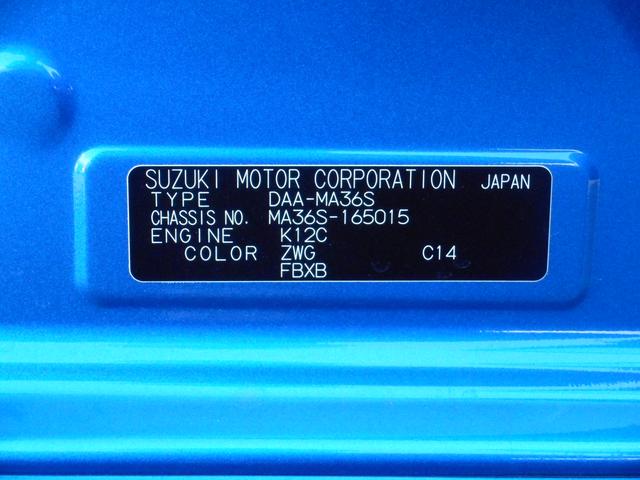 SUZUKI MOTOR CORPORATION JAPAN
TYPE DAA-MA36S
CHASSIS NO. MA36S-165015
ENGINE K12C
COLOR ZWG C14
FBXB